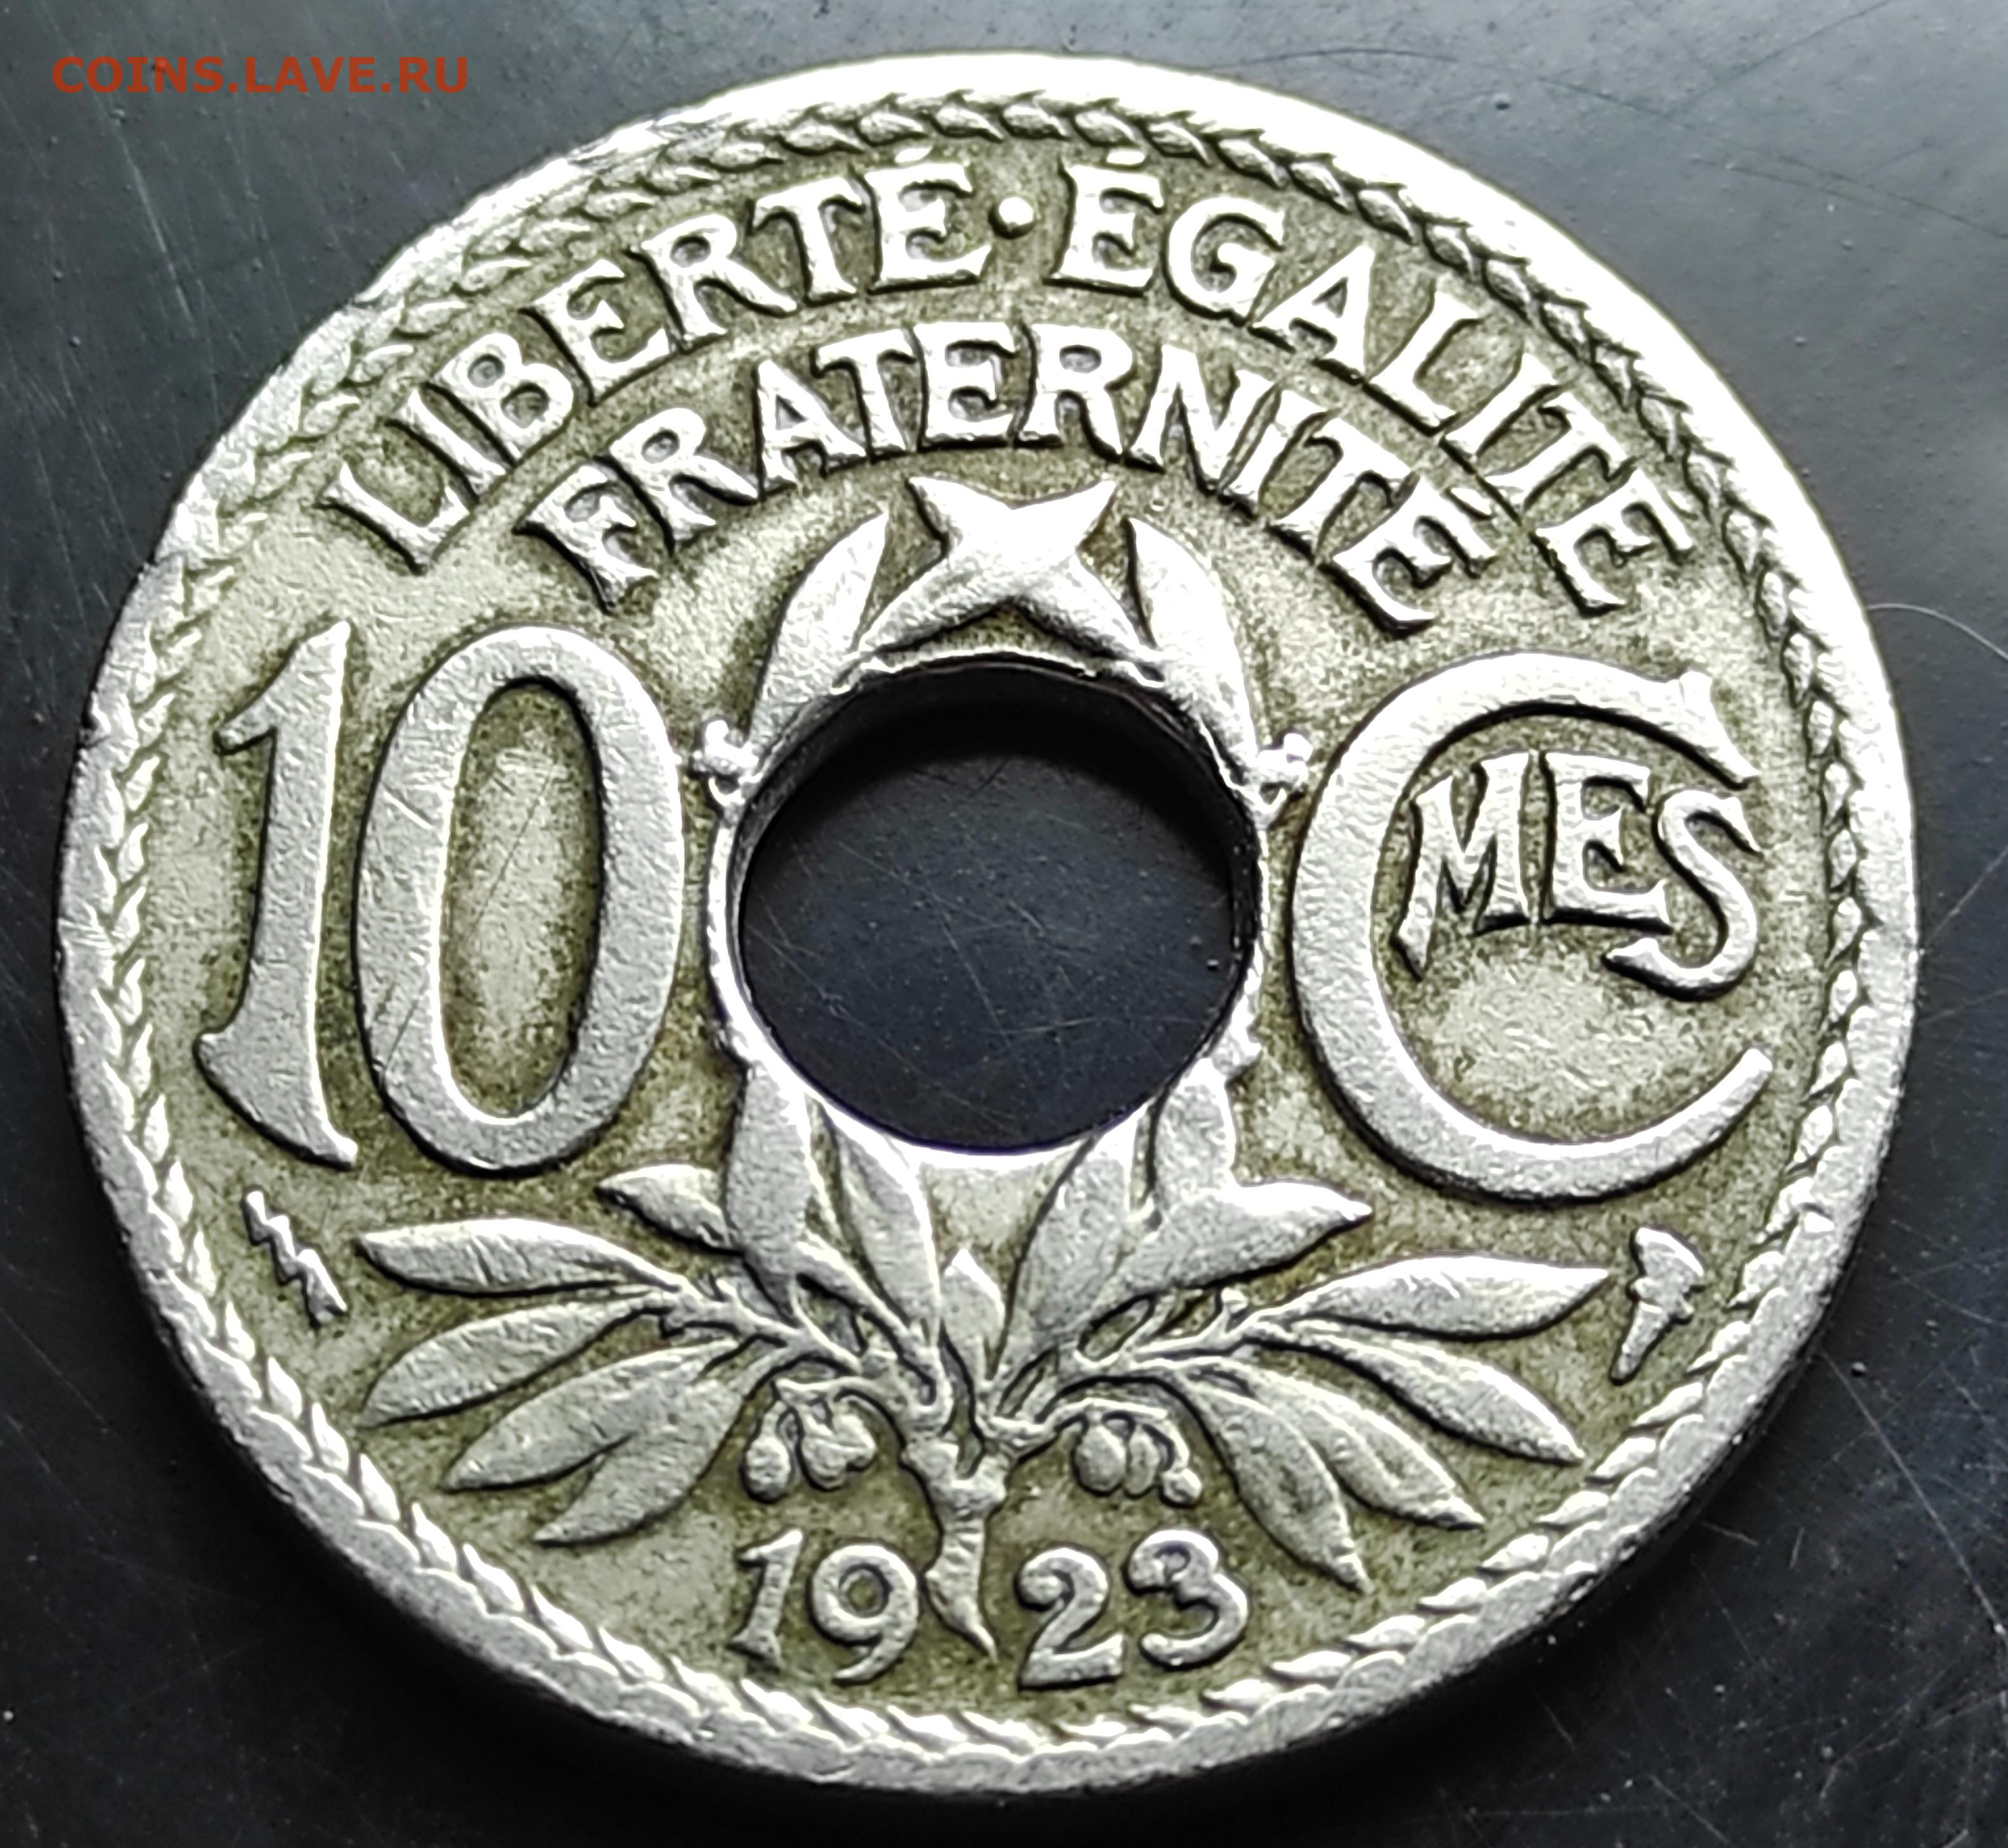 COINS.LAVE.RU
LIBERTÉ·ÉGALITÉ
FRATERNITÉ
10 CMES
1923